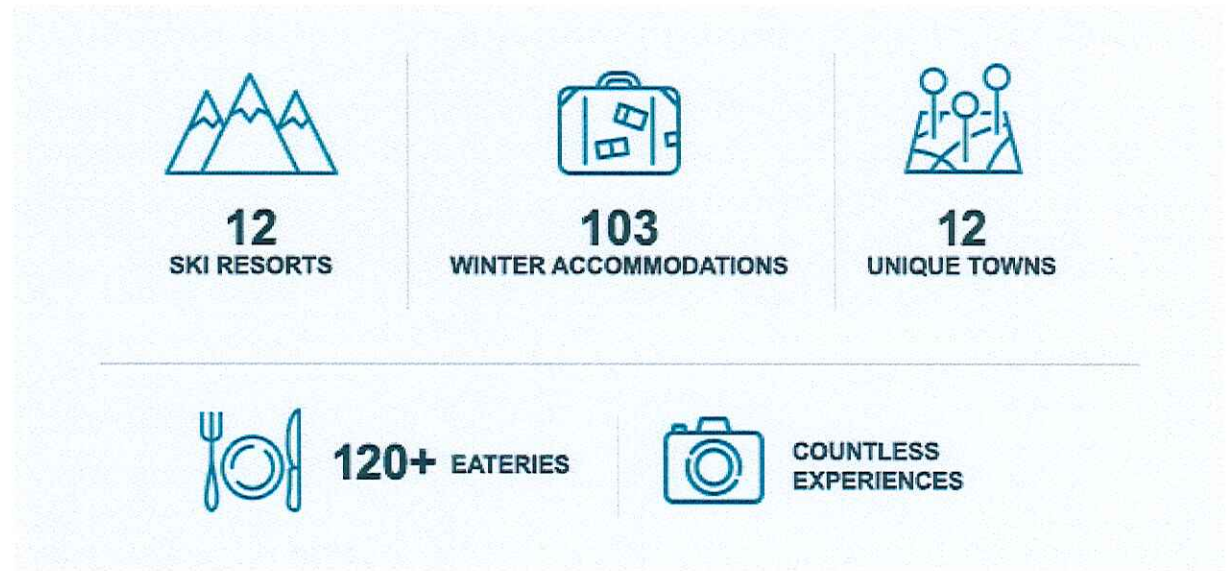 12
SKI RESORTS
103
WINTER ACCOMMODATIONS
12
UNIQUE TOWNS
120+ EATERIES
COUNTLESS
EXPERIENCES